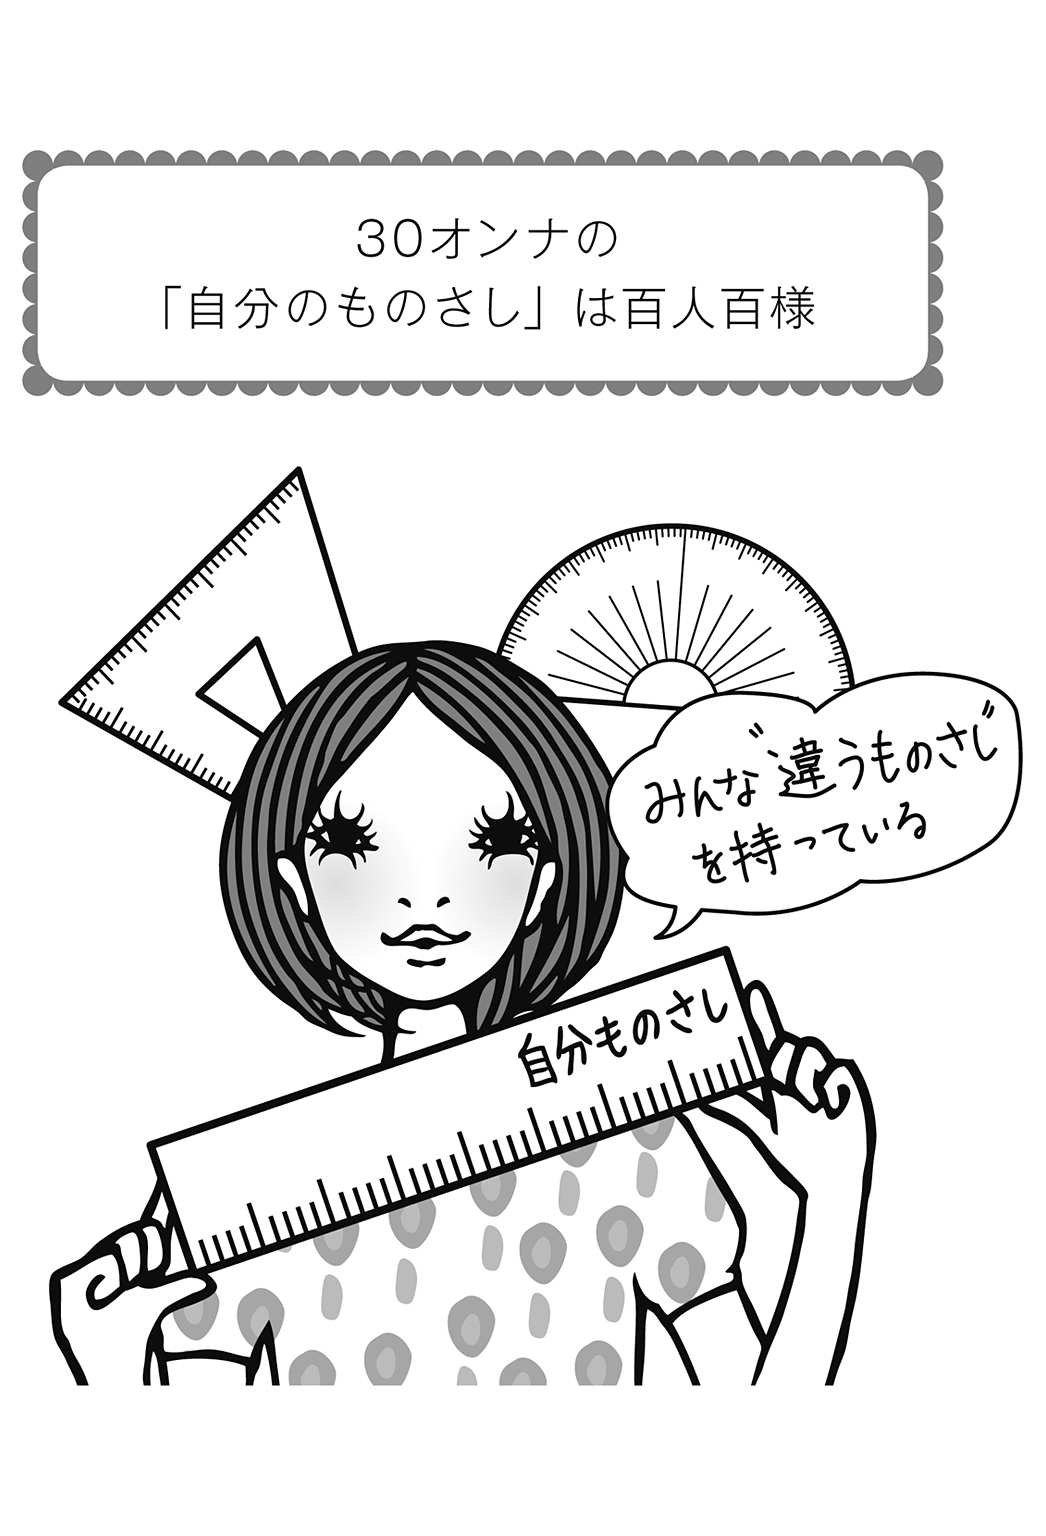 30オンナの
「自分のものさし」は百人百様
みんな〝違うものさし〟
を持っている
自分ものさし